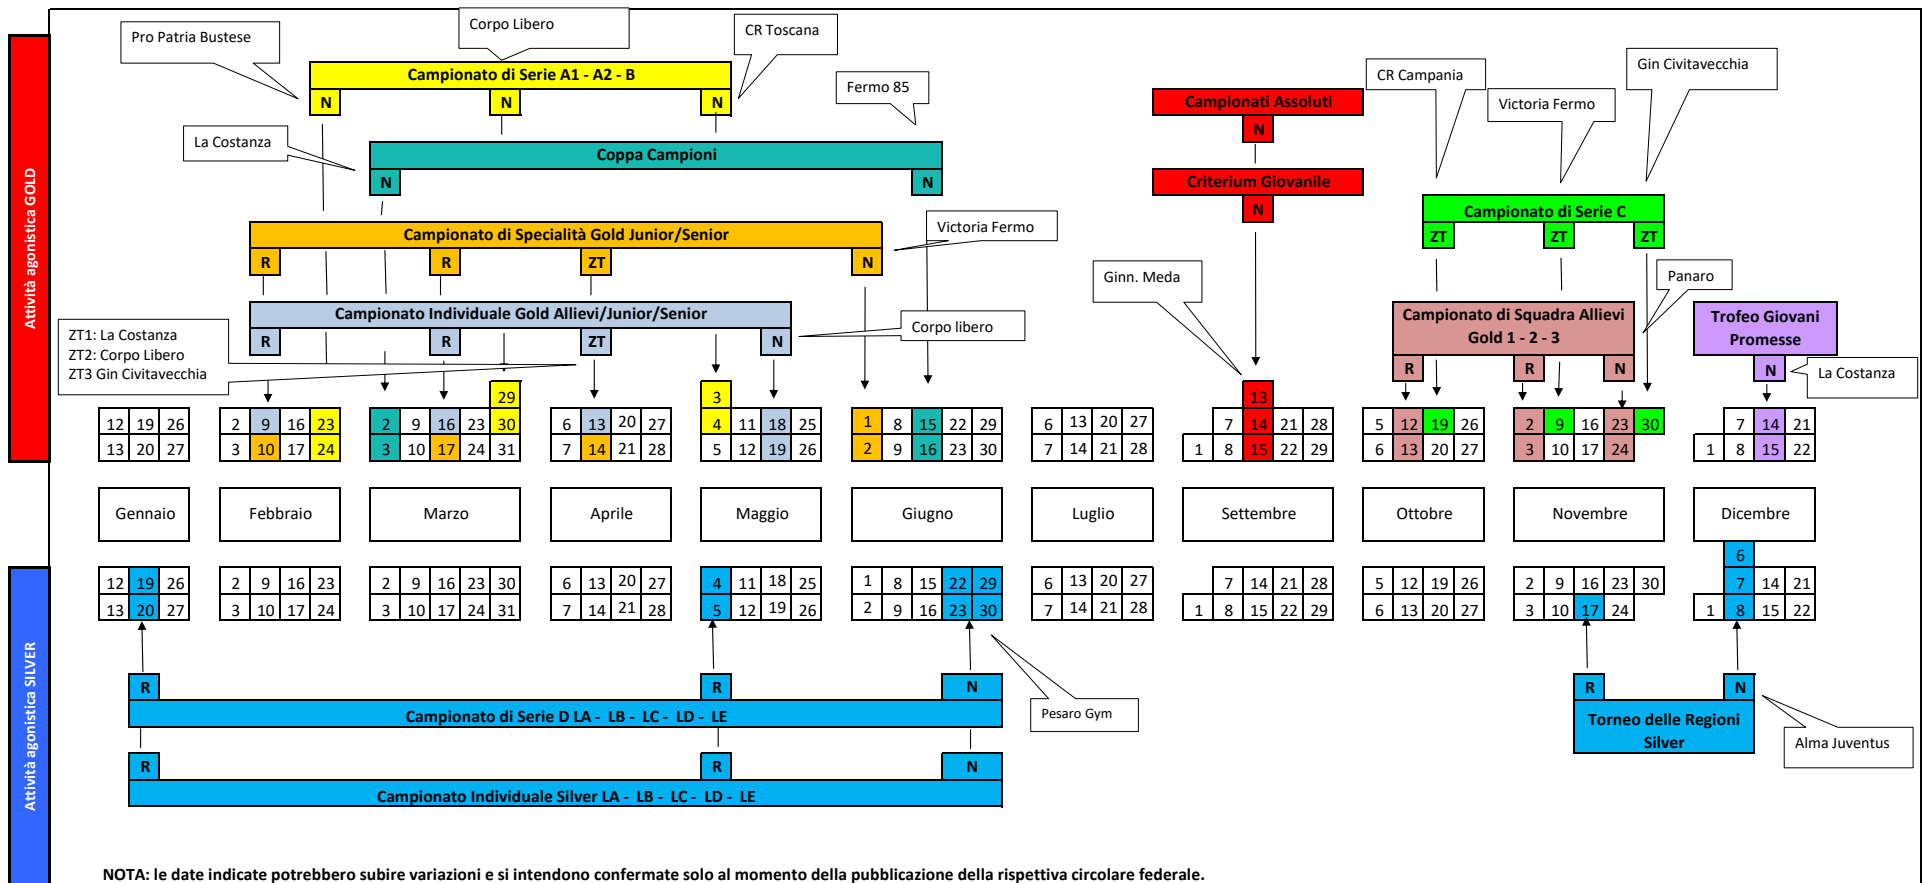 Attività agonistica GOLD
Pro Patria Bustese
Corpo Libero
CR Toscana
Campionato di Serie A1 - A2 - B
N N N
Fermo 85
La Costanza
Coppa Campioni
N N
Campionato di Specialità Gold Junior/Senior
R R ZT N
Victoria Fermo
Campionato Individuale Gold Allievi/Junior/Senior
R R ZT N
Corpo libero
ZT1: La Costanza
ZT2: Corpo Libero
ZT3 Gin Civitavecchia
Campionati Assoluti
N
Criterium Giovanile
N
Ginn. Meda
CR Campania
Victoria Fermo
Gin Civitavecchia
Campionato di Serie C
ZT ZT ZT
Panaro
Campionato di Squadra Allievi
Gold 1 - 2 - 3
R R N
Trofeo Giovani
Promesse
N
La Costanza
29 3 13
12 19 26 2 9 16 23 2 9 16 23 30 6 13 20 27 4 11 18 25 1 8 15 22 29 6 13 20 27 7 14 21 28 5 12 19 26 2 9 16 23 30 7 14 21
13 20 27 3 10 17 24 3 10 17 24 31 7 14 21 28 5 12 19 26 2 9 16 23 30 7 14 21 28 1 8 15 22 29 6 13 20 27 3 10 17 24 1 8 15 22
Gennaio Febbraio Marzo Aprile Maggio Giugno Luglio Settembre Ottobre Novembre Dicembre
Attività agonistica SILVER
6
12 19 26 2 9 16 23 2 9 16 23 30 6 13 20 27 4 11 18 25 1 8 15 22 29 6 13 20 27 7 14 21 28 5 12 19 26 2 9 16 23 30 7 14 21
13 20 27 3 10 17 24 3 10 17 24 31 7 14 21 28 5 12 19 26 2 9 16 23 30 7 14 21 28 1 8 15 22 29 6 13 20 27 3 10 17 24 1 8 15 22
R R N
Campionato di Serie D LA - LB - LC - LD - LE
Pesaro Gym
R R N
Campionato Individuale Silver LA - LB - LC - LD - LE
R N
Torneo delle Regioni
Silver
Alma Juventus
NOTA: le date indicate potrebbero subire variazioni e si intendono confermate solo al momento della pubblicazione della rispettiva circolare federale.